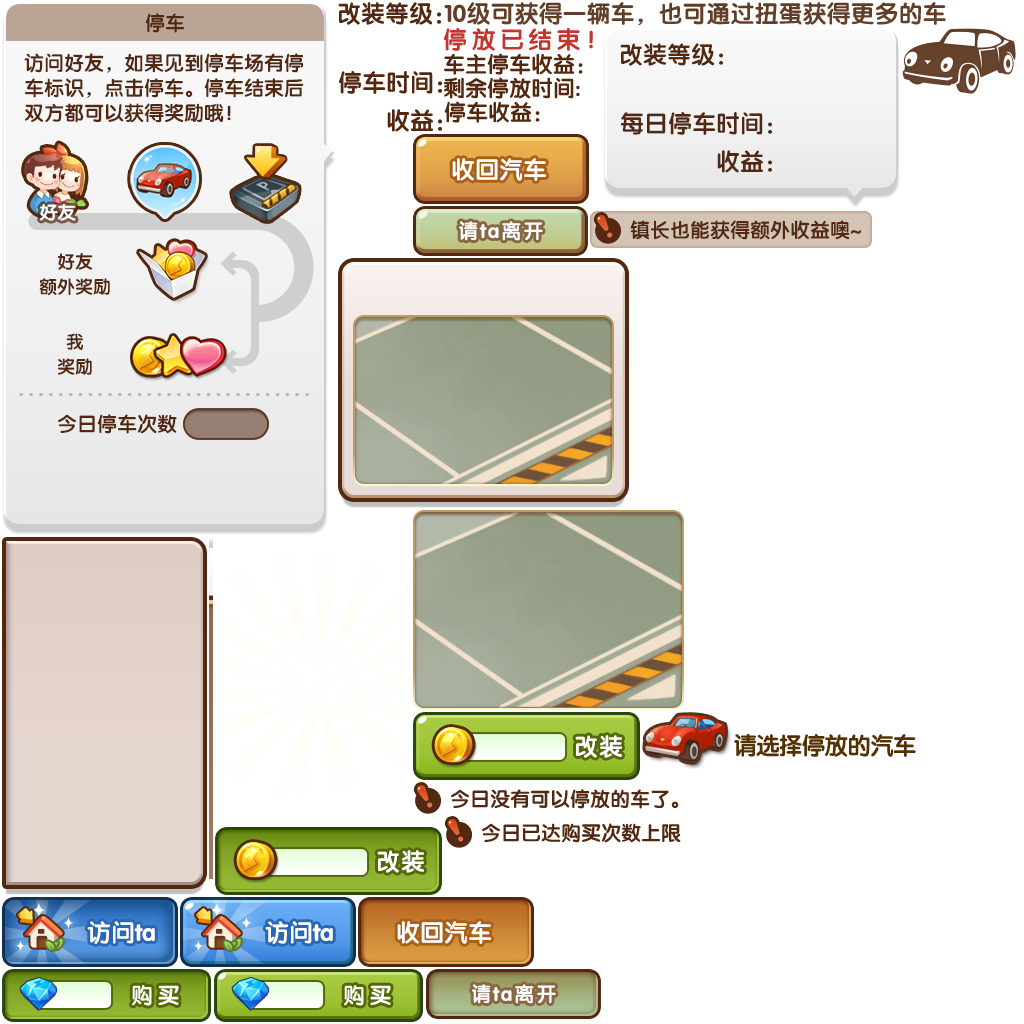 停车
访问好友，如果见到停车场有停
车标识，点击停车。停车结束后
双方都可以获得奖励哦！
好友
P
好友
额外奖励
我
奖励
今日停车次数
改装等级：10级可获得一辆车，也可通过扭蛋获得更多的车
停放已结束！
车主停车收益：
停车时间：
剩余停放时间：
停车收益：
收益：
收回汽车
请ta离开
改装等级：
每日停车时间：
收益：
镇长也能获得额外收益噢~
改装
请选择停放的汽车
今日没有可以停放的车了。
今日已达购买次数上限
改装
访问ta
访问ta
收回汽车
购买
购买
请ta离开